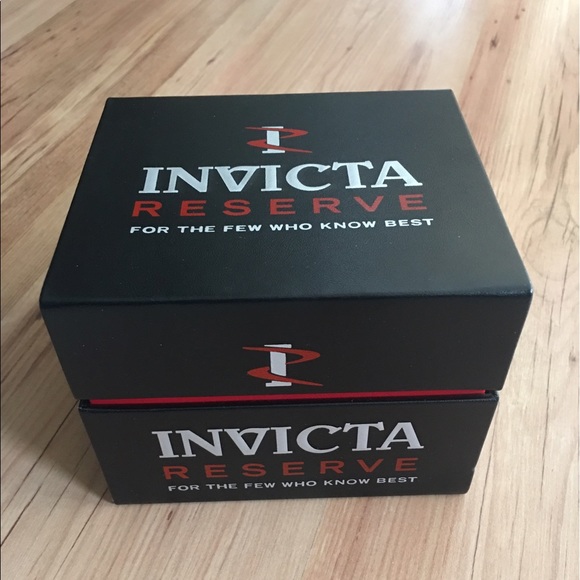 INVICTA
RESERVE
FOR THE FEW WHO KNOW BEST
INVICTA
RESERVE
FOR THE FEW WHO KNOW BEST